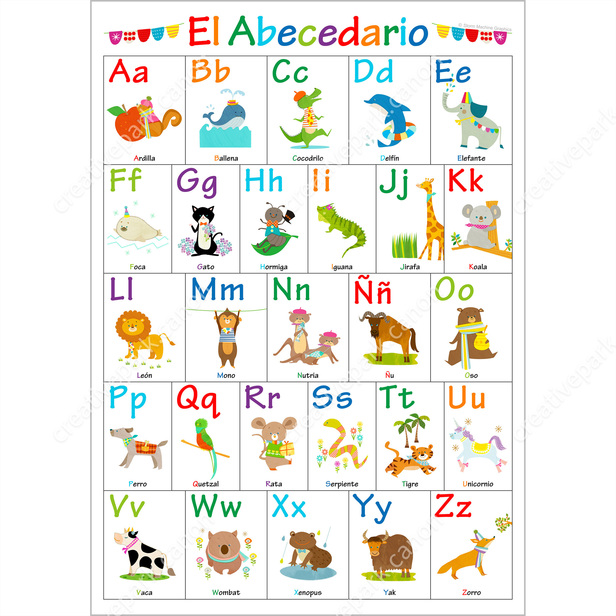 El Abecedario
Aa Bb Cc Dd Ee
Ardilla Ballena Cocodrilo Delfín Elefante
Ff Gg Hh Ii Jj Kk
Foca Gato Hormiga Iguana Jirafa Koala
Ll Mm Nn Ññ Oo
León Mono Nutria Ñu Oso
Pp Qq Rr Ss Tt Uu
Perro Quetzal Rata Serpiente Tigre Unicornio
Vv Ww Xx Yy Zz
Vaca Wombat Xenopus Yak Zorro
creativepark